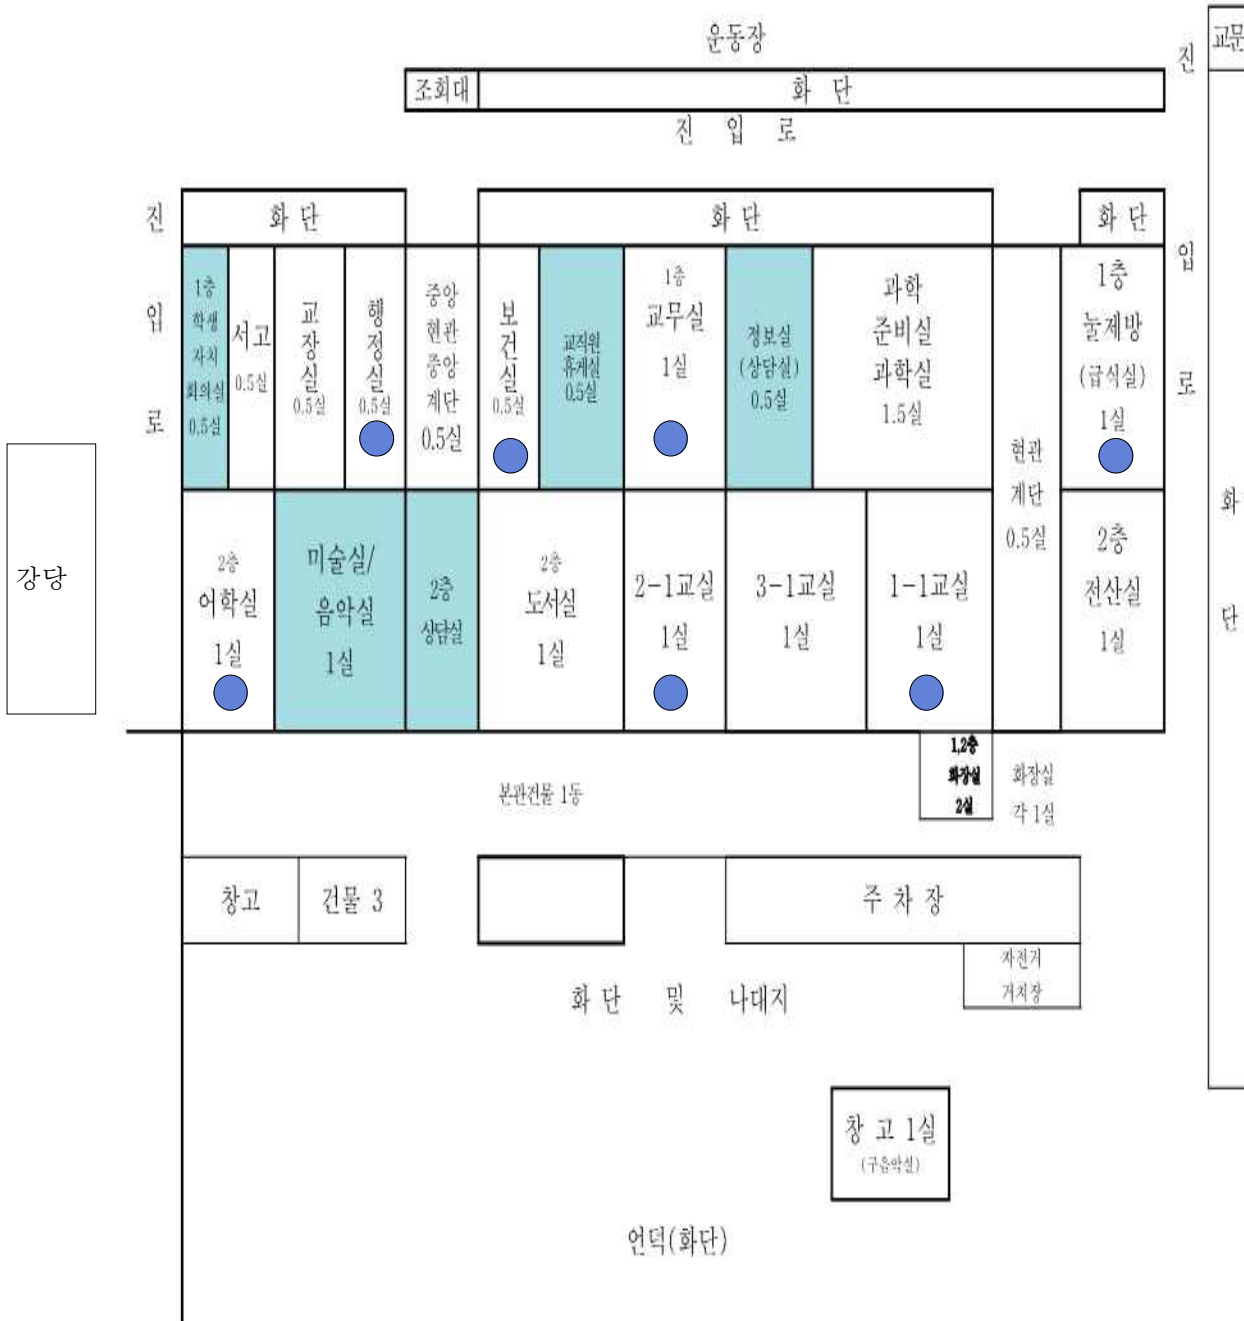 운동장
진
교문
조회대
화 단
진 입 로
진
입
로
화 단
화 단
화 단
입
로
1층
학생
자치
회의실
0.5실
서고
0.5실
교
장
실
0.5실
행
정
실
0.5실
중앙
현관
중앙
계단
0.5실
보
건
실
0.5실
교직원
휴게실
0.5실
1층
교무실
1실
정보실
(상담실)
0.5실
과학
준비실
과학실
1.5실
현관
계단
0.5실
1층
눌제방
(급식실)
1실
강당
2층
어학실
1실
미술실/
음악실
1실
2층
상담실
2층
도서실
1실
2-1교실
1실
3-1교실
1실
1-1교실
1실
2층
전산실
1실
화
단
본관건물 1동
1,2층
화장실
2실
화장실
각 1실
창고
건물 3
주 차 장
자전거
거치장
화 단 및 나대지
창 고 1실
(구음악실)
언덕(화단)